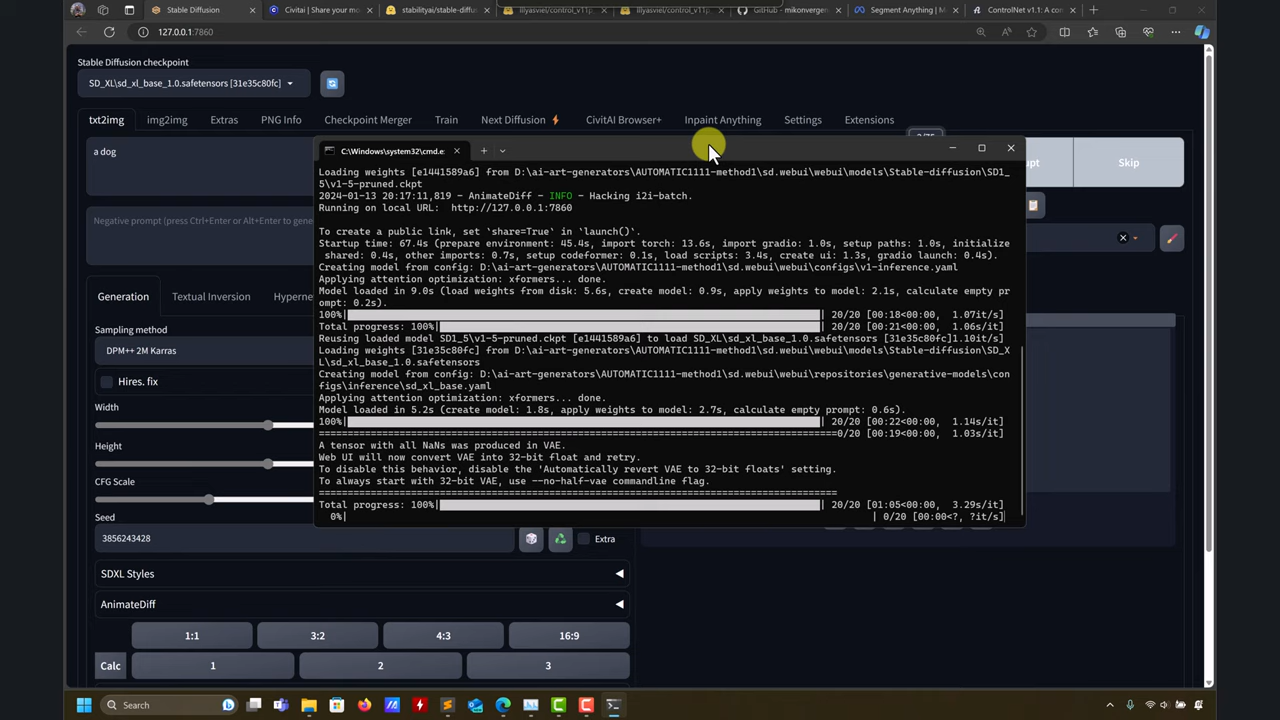 Stable Diffusion
Civitai | Share your mod
stabilityai/stable-diffus
lllyasviel/control_v11p
lllyasviel/control_v11p
GitHub - mikonvergen
Segment Anything | M
ControlNet v1.1: A con
127.0.0.1:7860
Stable Diffusion checkpoint
SD_XL\sd_xl_base_1.0.safetensors [31e35c80fc]
txt2img
img2img
Extras
PNG Info
Checkpoint Merger
Train
Next Diffusion
CivitAI Browser+
Inpaint Anything
Settings
Extensions
a dog
Skip
Negative prompt (press Ctrl+Enter or Alt+Enter to gene
C:\Windows\system32\cmd.e:
Loading weights [e1441589a6] from D:\ai-art-generators\AUTOMATIC1111-method1\sd.webui\webui\models\Stable-diffusion\SD1_
5\v1-5-pruned.ckpt
2024-01-13 20:17:11,819 - AnimateDiff - INFO - Hacking i2i-batch.
Running on local URL:  http://127.0.0.1:7860
To create a public link, set `share=True` in `launch()`.
Startup time: 67.4s (prepare environment: 45.4s, import torch: 13.6s, import gradio: 1.0s, setup paths: 1.0s, initialize
shared: 0.4s, other imports: 0.7s, setup codeformer: 0.1s, load scripts: 3.4s, create ui: 1.3s, gradio launch: 0.4s).
Creating model from config: D:\ai-art-generators\AUTOMATIC1111-method1\sd.webui\webui\configs\v1-inference.yaml
Applying attention optimization: xformers... done.
Model loaded in 9.0s (load weights from disk: 5.6s, create model: 0.9s, apply weights to model: 2.1s, calculate empty pr
ompt: 0.2s).
100%| | 20/20 [00:18<00:00,  1.07it/s]
Total progress: 100%| | 20/20 [00:21<00:00,  1.06s/it]
Reusing loaded model SD1_5\v1-5-pruned.ckpt [e1441589a6] to load SD_XL\sd_xl_base_1.0.safetensors [31e35c80fc]1.10it/s]
Loading weights [31e35c80fc] from D:\ai-art-generators\AUTOMATIC1111-method1\sd.webui\webui\models\Stable-diffusion\SD_X
L\sd_xl_base_1.0.safetensors
Creating model from config: D:\ai-art-generators\AUTOMATIC1111-method1\sd.webui\webui\repositories\generative-models\con
figs\inference\sd_xl_base.yaml
Applying attention optimization: xformers... done.
Model loaded in 5.2s (create model: 1.8s, apply weights to model: 2.7s, calculate empty prompt: 0.6s).
100%| | 20/20 [00:22<00:00,  1.14s/it]
=====================================================================================0/20 [00:19<00:00,  1.03s/it]
A tensor with all NaNs was produced in VAE.
Web UI will now convert VAE into 32-bit float and retry.
To disable this behavior, disable the 'Automatically revert VAE to 32-bit floats' setting.
To always start with 32-bit VAE, use --no-half-vae commandline flag.
=====================================================================================
Total progress: 100%| | 20/20 [01:05<00:00,  3.29s/it]
0%| | 0/20 [00:00<?, ?it/s]
Generation
Textual Inversion
Hyperne
Sampling method
DPM++ 2M Karras
Hires. fix
Width
Height
CFG Scale
Seed
3856243428
Extra
SDXL Styles
AnimateDiff
1:1
3:2
4:3
16:9
Calc
1
2
3
Search